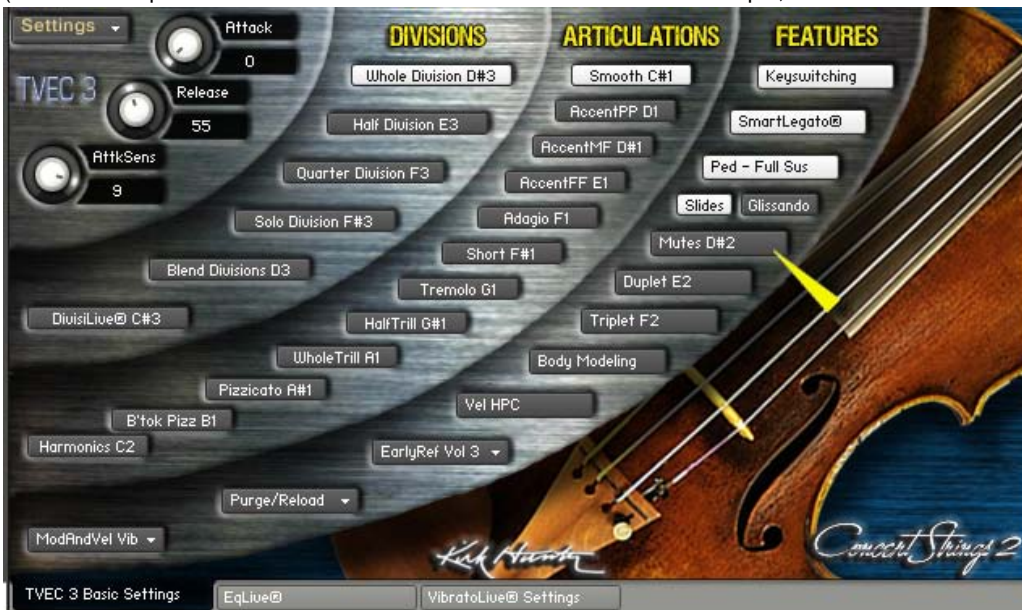 Settings
Attack
0
TVEC 3
Release
55
AttkSens
9
DIVISIONS
Whole Division D#3
Half Division E3
Quarter Division F3
Solo Division F#3
Blend Divisions D3
DivisiLive® C#3
ARTICULATIONS
Smooth C#1
AccentPP D1
AccentMF D#1
AccentFF E1
Adagio F1
Short F#1
Tremolo G1
HalfTrill G#1
WholeTrill A1
Pizzicato A#1
B'tok Pizz B1
Harmonics C2
FEATURES
Keyswitching
SmartLegato®
Ped - Full Sus
Slides Glissando
Mutes D#2
Duplet E2
Triplet F2
Body Modeling
Vel HPC
EarlyRef Vol 3
Purge/Reload
ModAndVel Vib
Kirk Hunter
Concert Strings 2
TVEC 3 Basic Settings EqLive® VibratoLive® Settings